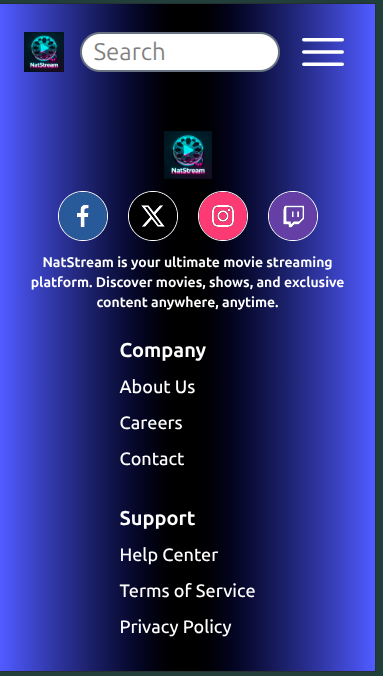 NatStream
Search
NatStream
NatStream is your ultimate movie streaming
platform. Discover movies, shows, and exclusive
content anywhere, anytime.
Company
About Us
Careers
Contact
Support
Help Center
Terms of Service
Privacy Policy